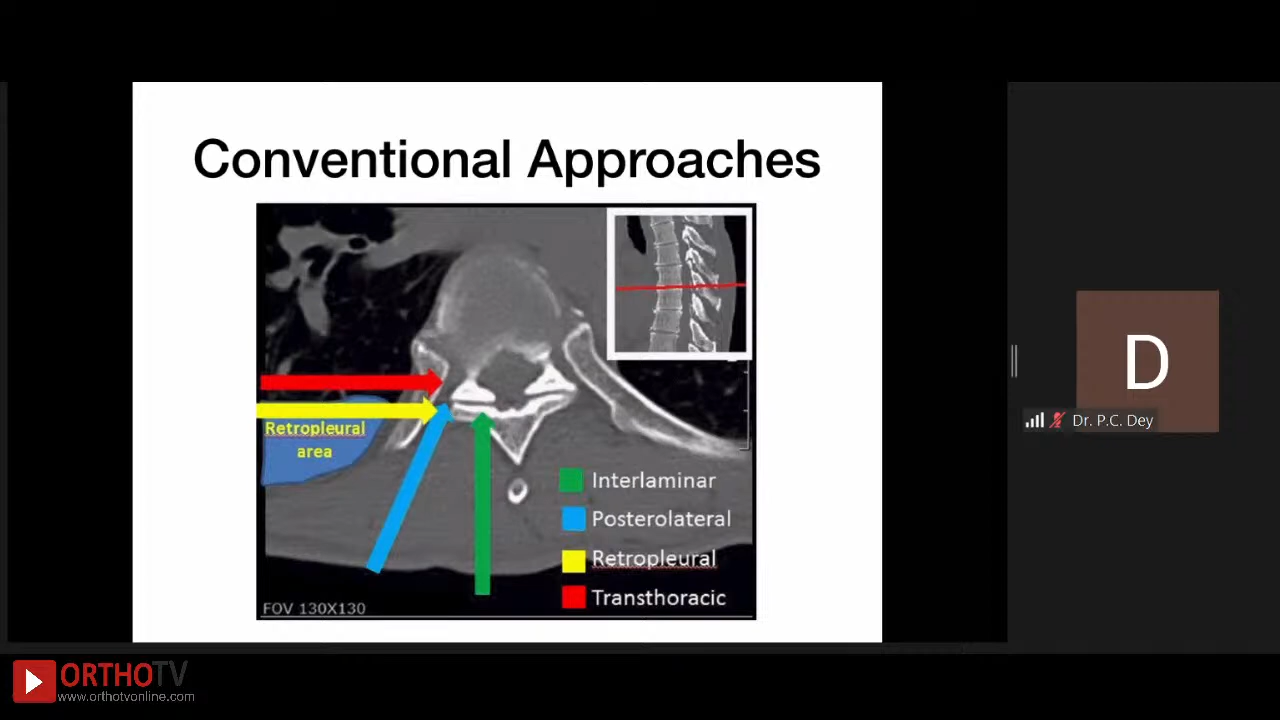 Conventional Approaches
Retropleural
area
Interlaminar
Posterolateral
Retropleural
Transthoracic
FOV 130X130
D
Dr. P.C. Dey
ORTHOTV
www.orthotvonline.com